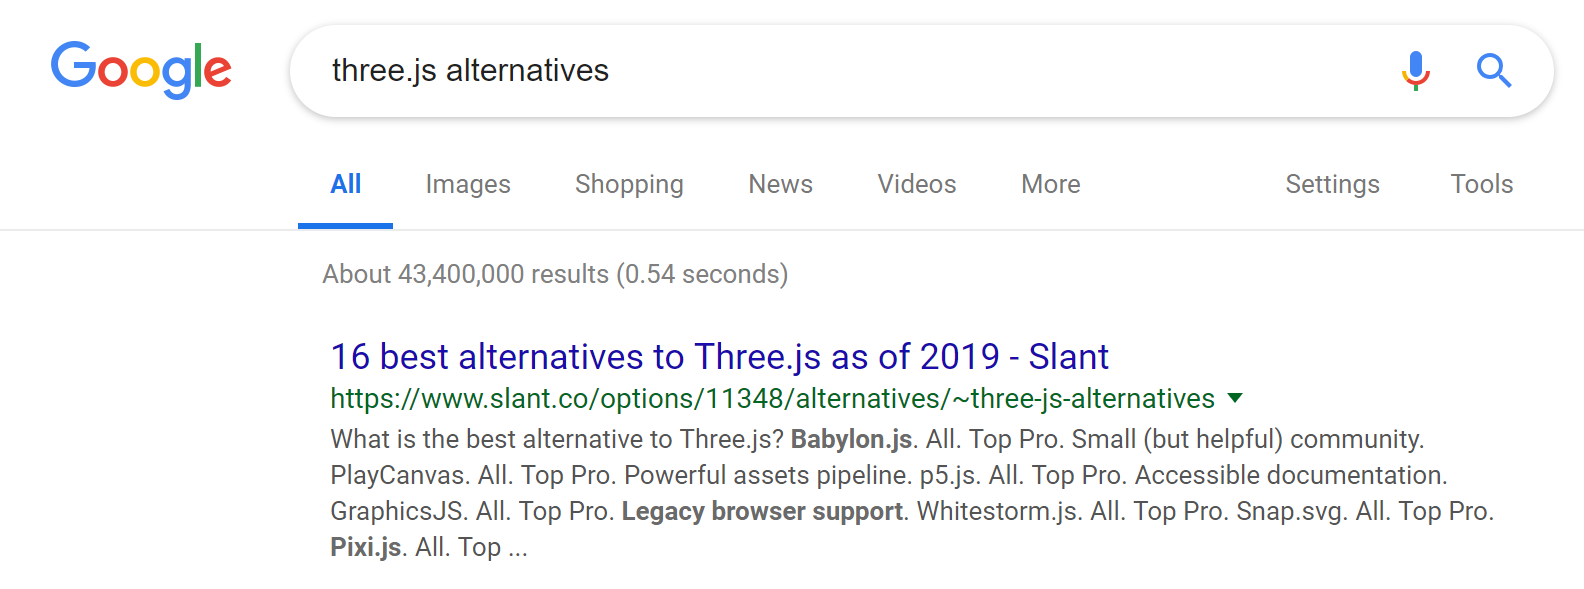 Google
three.js alternatives
All Images Shopping News Videos More Settings Tools
About 43,400,000 results (0.54 seconds)
16 best alternatives to Three.js as of 2019 - Slant
https://www.slant.co/options/11348/alternatives/~three-js-alternatives
What is the best alternative to Three.js? Babylon.js. All. Top Pro. Small (but helpful) community.
PlayCanvas. All. Top Pro. Powerful assets pipeline. p5.js. All. Top Pro. Accessible documentation.
GraphicsJS. All. Top Pro. Legacy browser support. Whitestorm.js. All. Top Pro. Snap.svg. All. Top Pro.
Pixi.js. All. Top ...